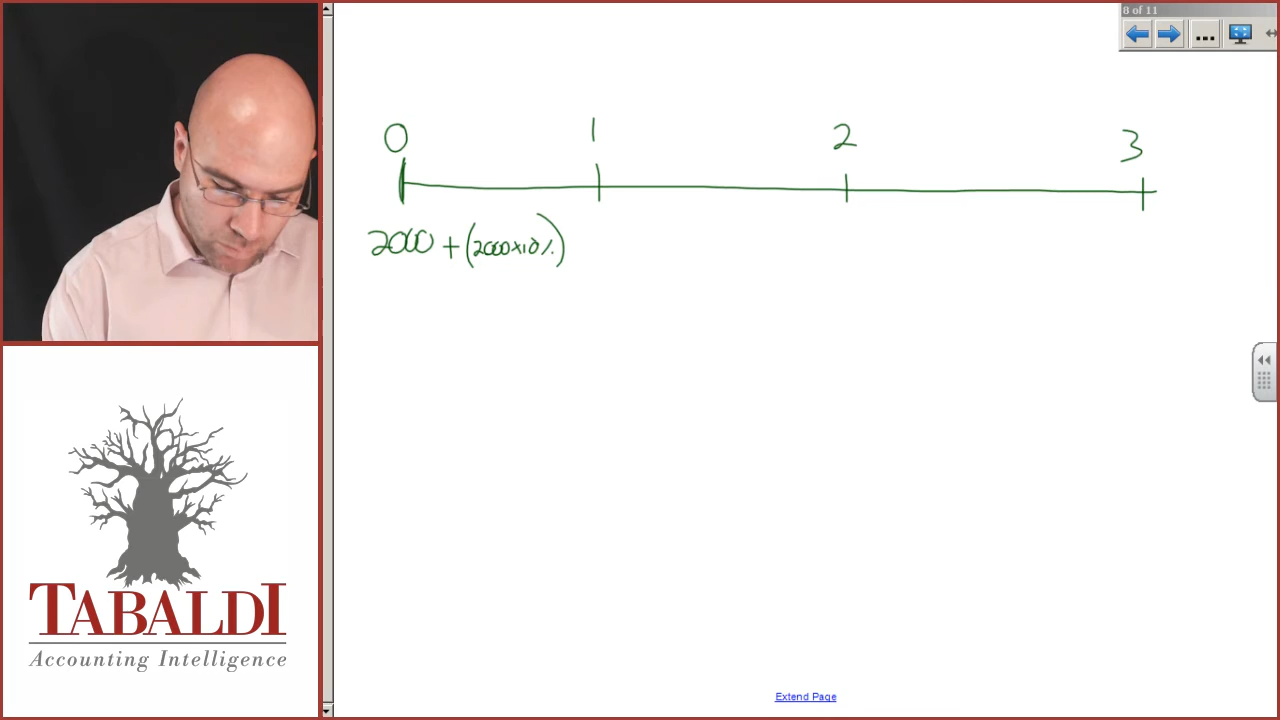 8 of 11
...
0 1 2 3
2000 + (2000×10%)
TABALDI
Accounting Intelligence
Extend Page